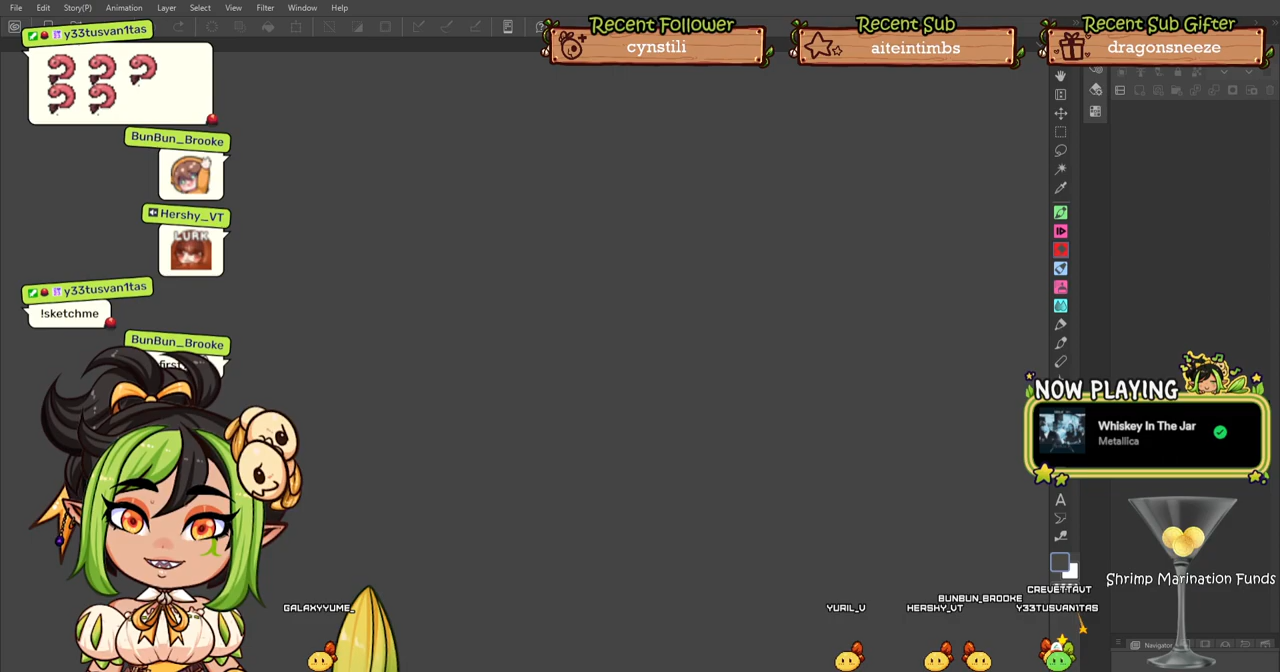 File Edit Story(P) Animation Layer Select View Filter Window Help
Recent Follower
cynstili
Recent Sub
aiteintimbs
Recent Sub Gifter
dragonsneeze
y33tusvan1tas
BunBun_Brooke
Hershy_VT
LURK
y33tusvan1tas
!sketchme
BunBun_Brooke
first
NOW PLAYING
Whiskey In The Jar
Metallica
Shrimp Marination Funds
GALAXYYUME_
YURIL_V
HERSHY_VT
BUNBUN_BROOKE
CREVETTAVT
Y33TUSVAN1TAS
Navigator